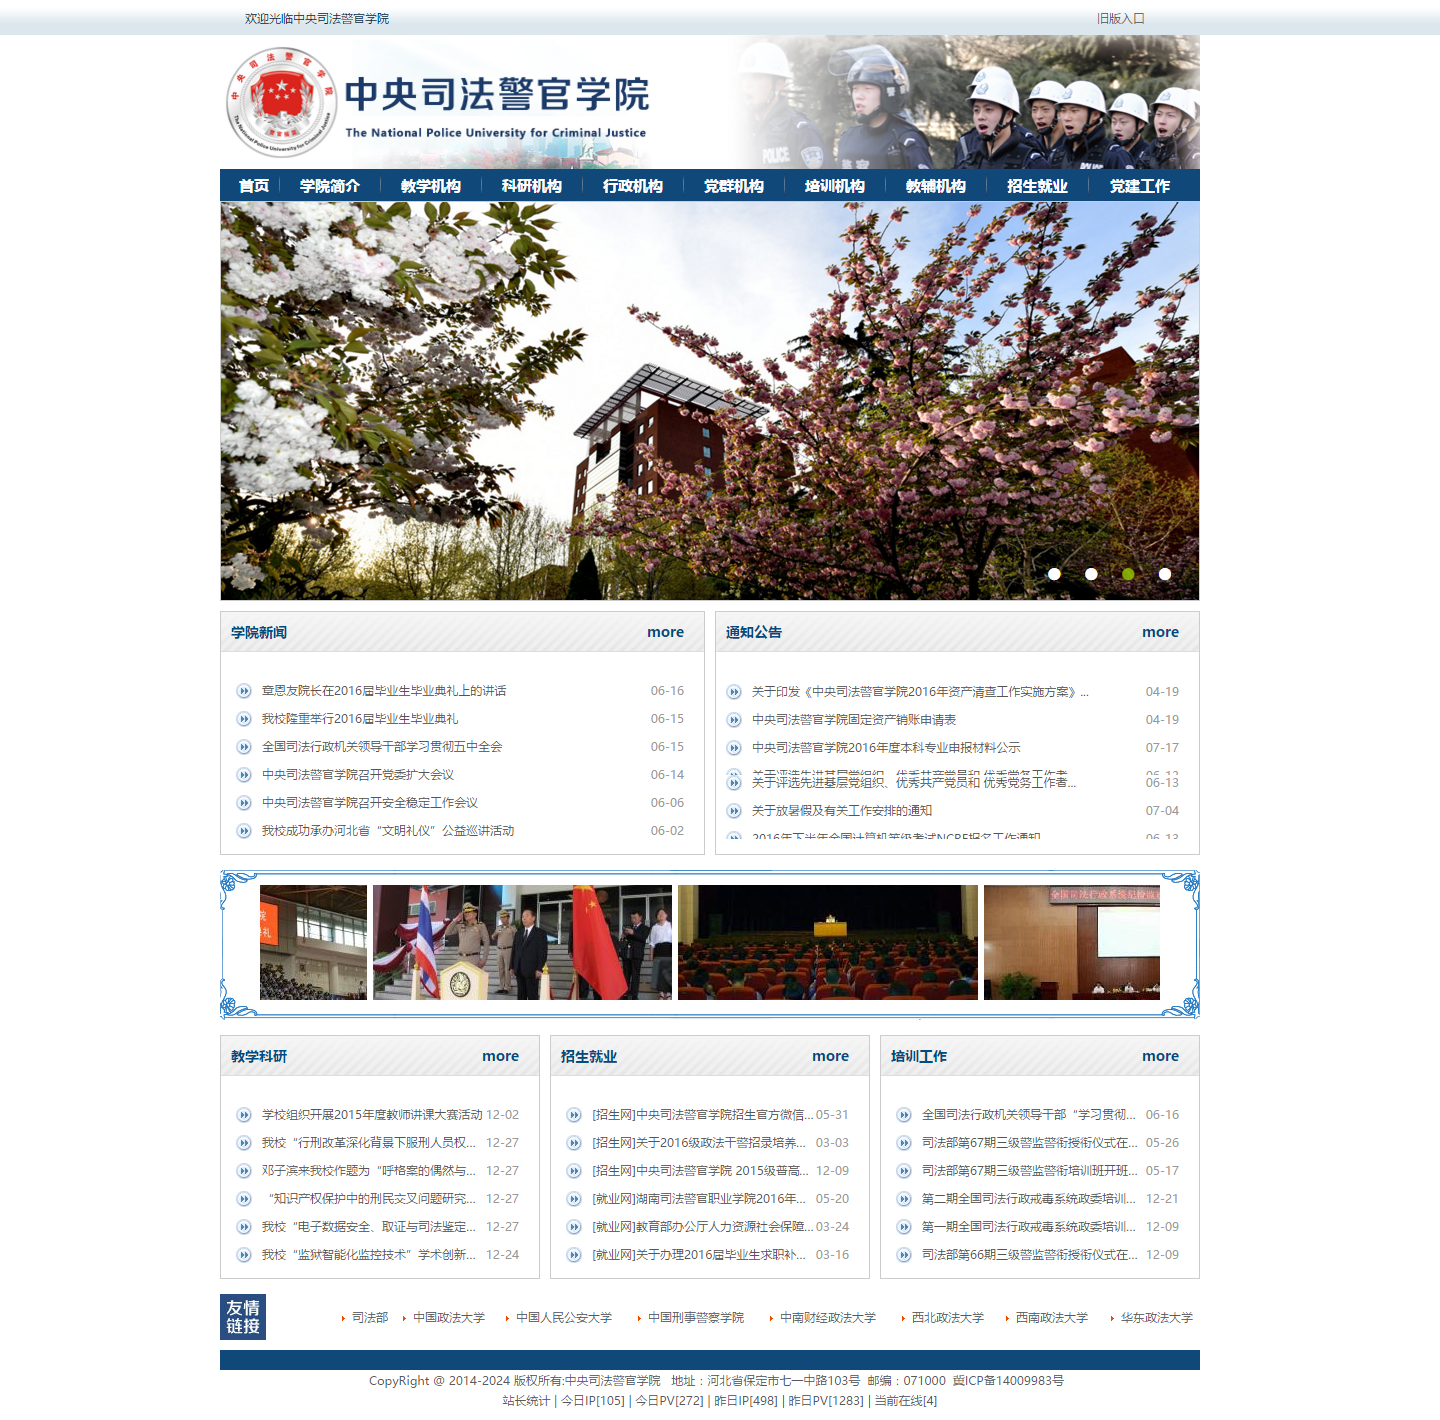 欢迎光临中央司法警官学院
旧版入口
中央司法警官学院
The National Police University for Criminal Justice
首页 学院简介 教学机构 科研机构 行政机构 党群机构 培训机构 教辅机构 招生就业 党建工作
学院新闻 more
章恩友院长在2016届毕业生毕业典礼上的讲话 06-16
我校隆重举行2016届毕业生毕业典礼 06-15
全国司法行政机关领导干部学习贯彻五中全会 06-15
中央司法警官学院召开党委扩大会议 06-14
中央司法警官学院召开安全稳定工作会议 06-06
我校成功承办河北省“文明礼仪”公益巡讲活动 06-02
通知公告 more
关于印发《中央司法警官学院2016年资产清查工作实施方案》... 04-19
中央司法警官学院固定资产销账申请表 04-19
中央司法警官学院2016年度本科专业申报材料公示 07-17
关于评选先进基层党组织、优秀共产党员和 优秀党务工作者 06-13
关于评选先进基层党组织、优秀共产党员和 优秀党务工作者... 06-13
关于放暑假及有关工作安排的通知 07-04
2016年下半年全国计算机等级考试NCRE报名工作通知 06-13
教学科研 more
学校组织开展2015年度教师讲课大赛活动 12-02
我校“行刑改革深化背景下服刑人员权... 12-27
邓子滨来我校作题为“呼格案的偶然与... 12-27
“知识产权保护中的刑民交叉问题研究... 12-27
我校“电子数据安全、取证与司法鉴定... 12-27
我校“监狱智能化监控技术”学术创新... 12-24
招生就业 more
[招生网]中央司法警官学院招生官方微信... 05-31
[招生网]关于2016级政法干警招录培养... 03-03
[招生网]中央司法警官学院 2015级普高... 12-09
[就业网]湖南司法警官职业学院2016年... 05-20
[就业网]教育部办公厅人力资源社会保障... 03-24
[就业网]关于办理2016届毕业生求职补... 03-16
培训工作 more
全国司法行政机关领导干部“学习贯彻... 06-16
司法部第67期三级警监警衔授衔仪式在... 05-26
司法部第67期三级警监警衔培训班开班... 05-17
第二期全国司法行政戒毒系统政委培训... 12-21
第一期全国司法行政戒毒系统政委培训... 12-09
司法部第66期三级警监警衔授衔仪式在... 12-09
友情
链接
司法部 中国政法大学 中国人民公安大学 中国刑事警察学院 中南财经政法大学 西北政法大学 西南政法大学 华东政法大学
CopyRight @ 2014-2024 版权所有:中央司法警官学院 地址：河北省保定市七一中路103号 邮编：071000 冀ICP备14009983号
站长统计 | 今日IP[105] | 今日PV[272] | 昨日IP[498] | 昨日PV[1283] | 当前在线[4]